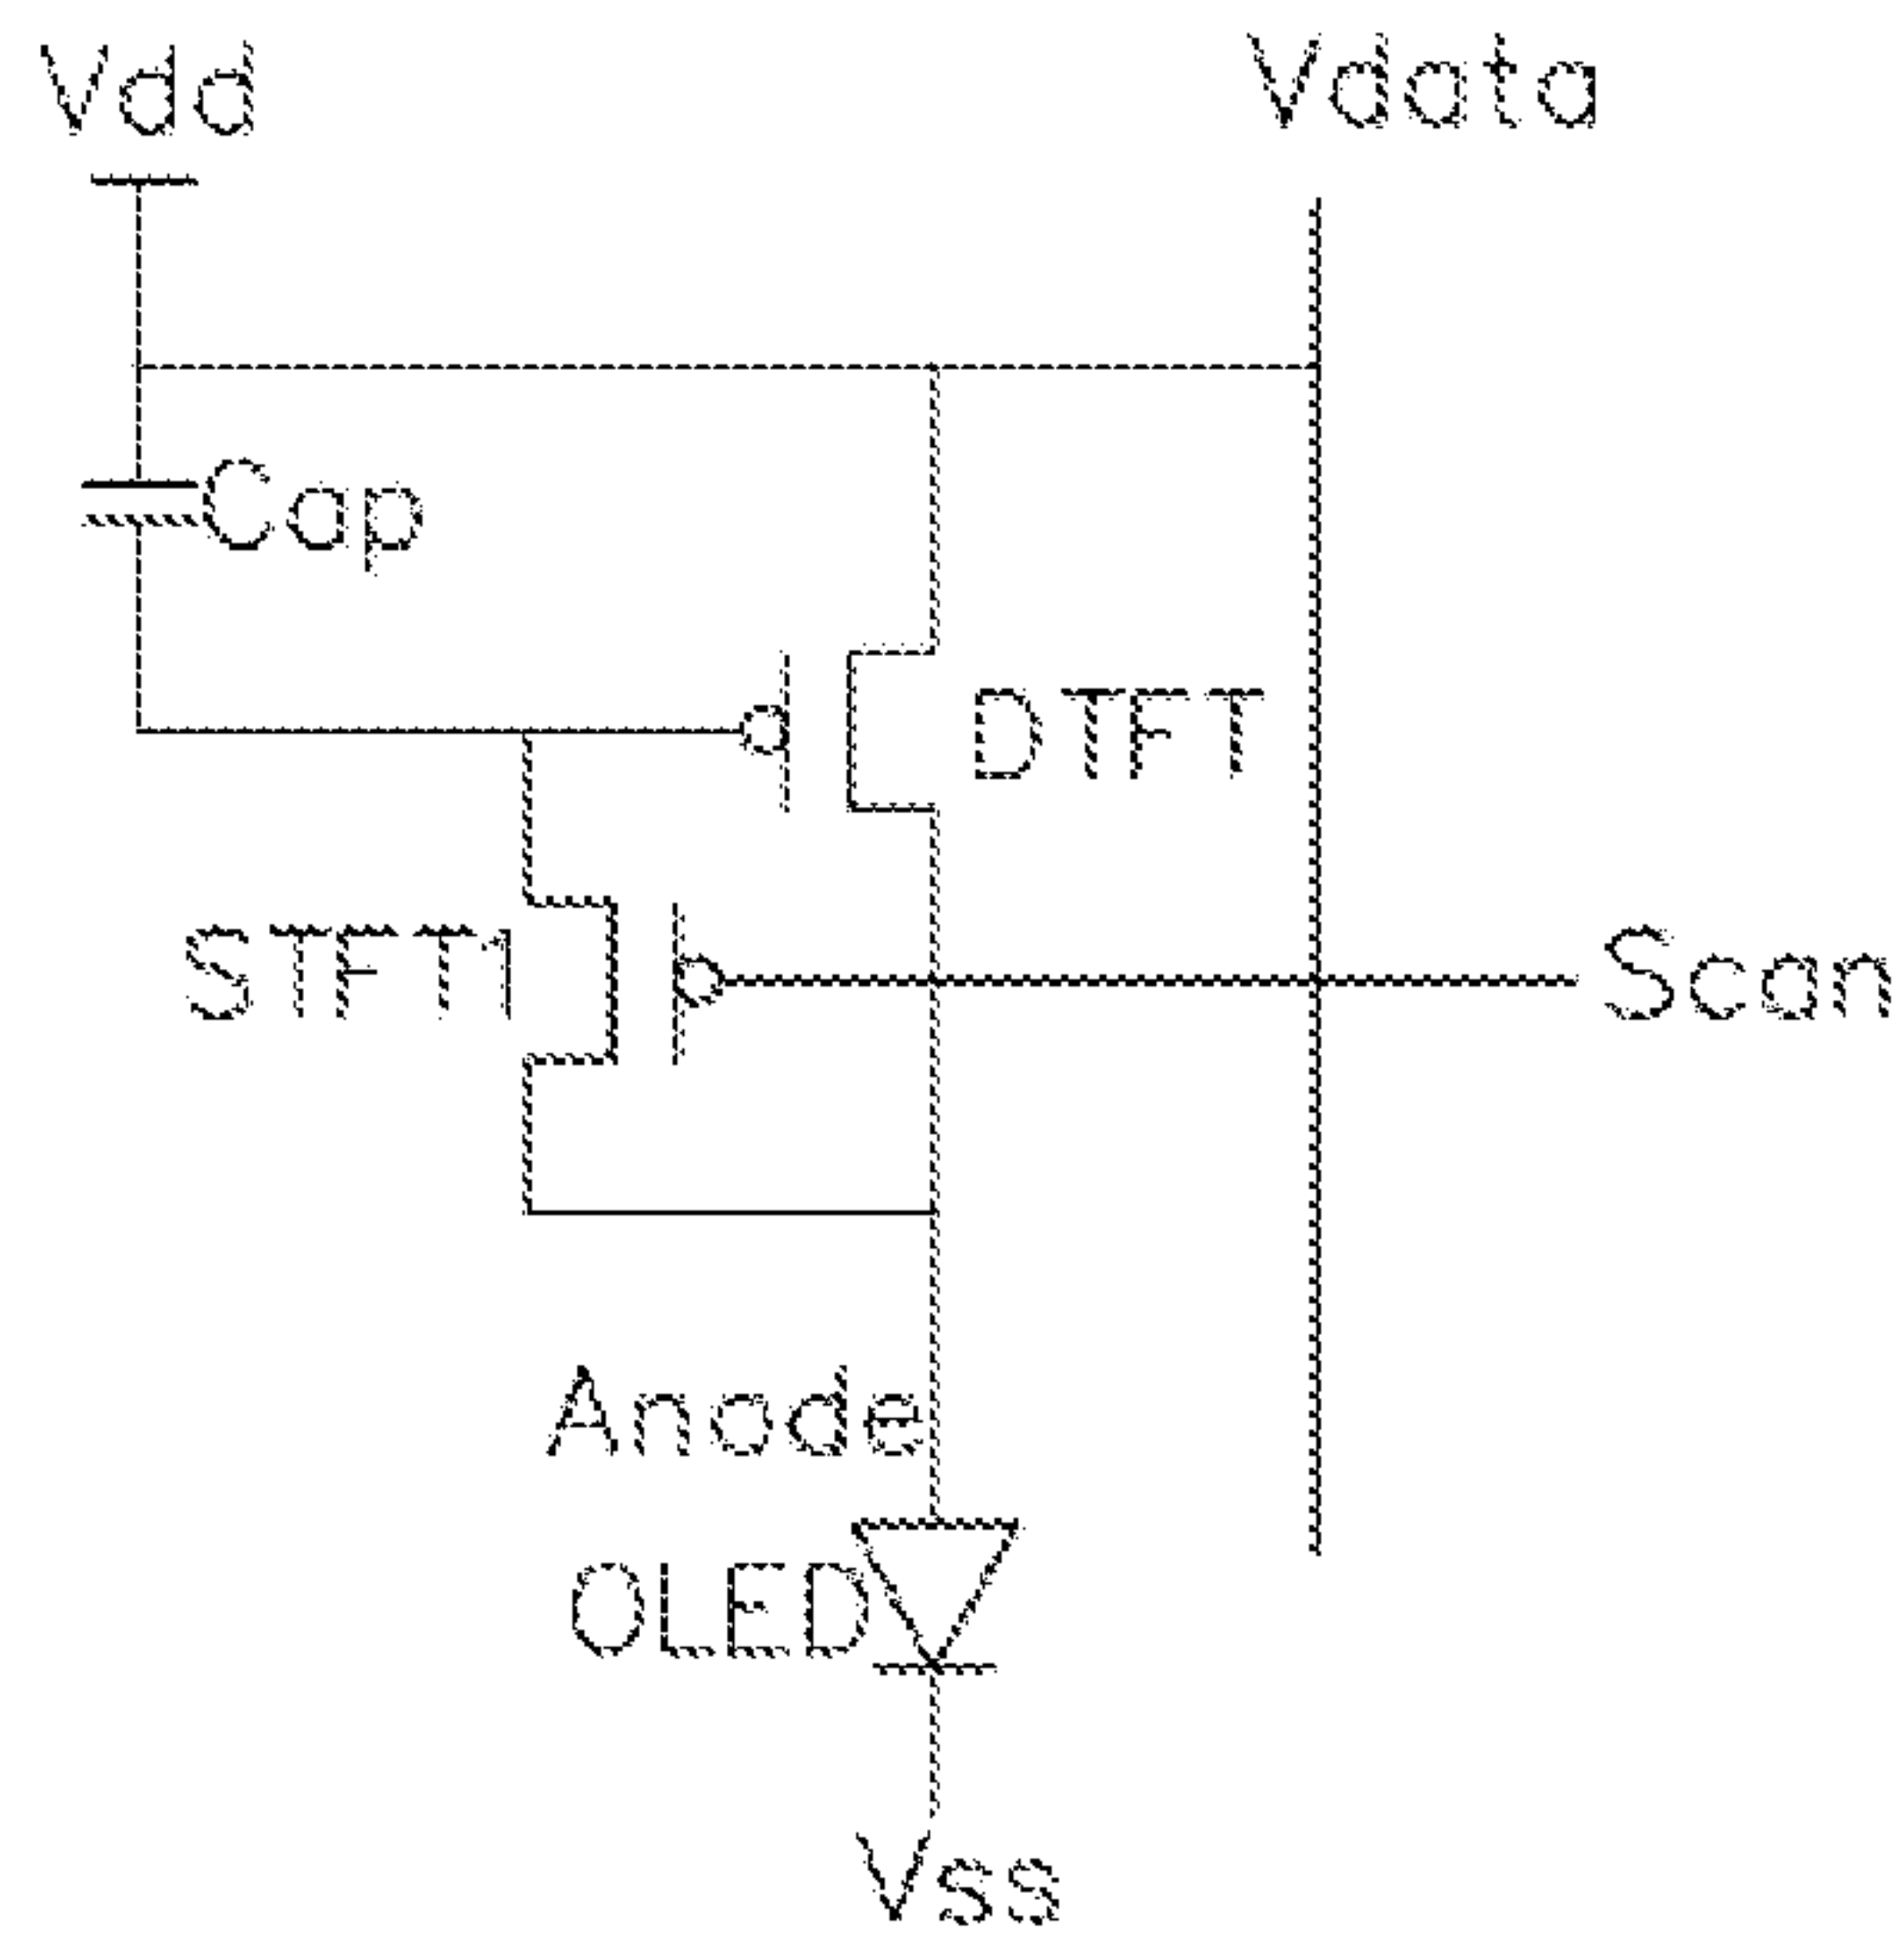 Vdd
Vdata
Cap
DTFT
STFT1
Scan
Anode
OLED
Vss